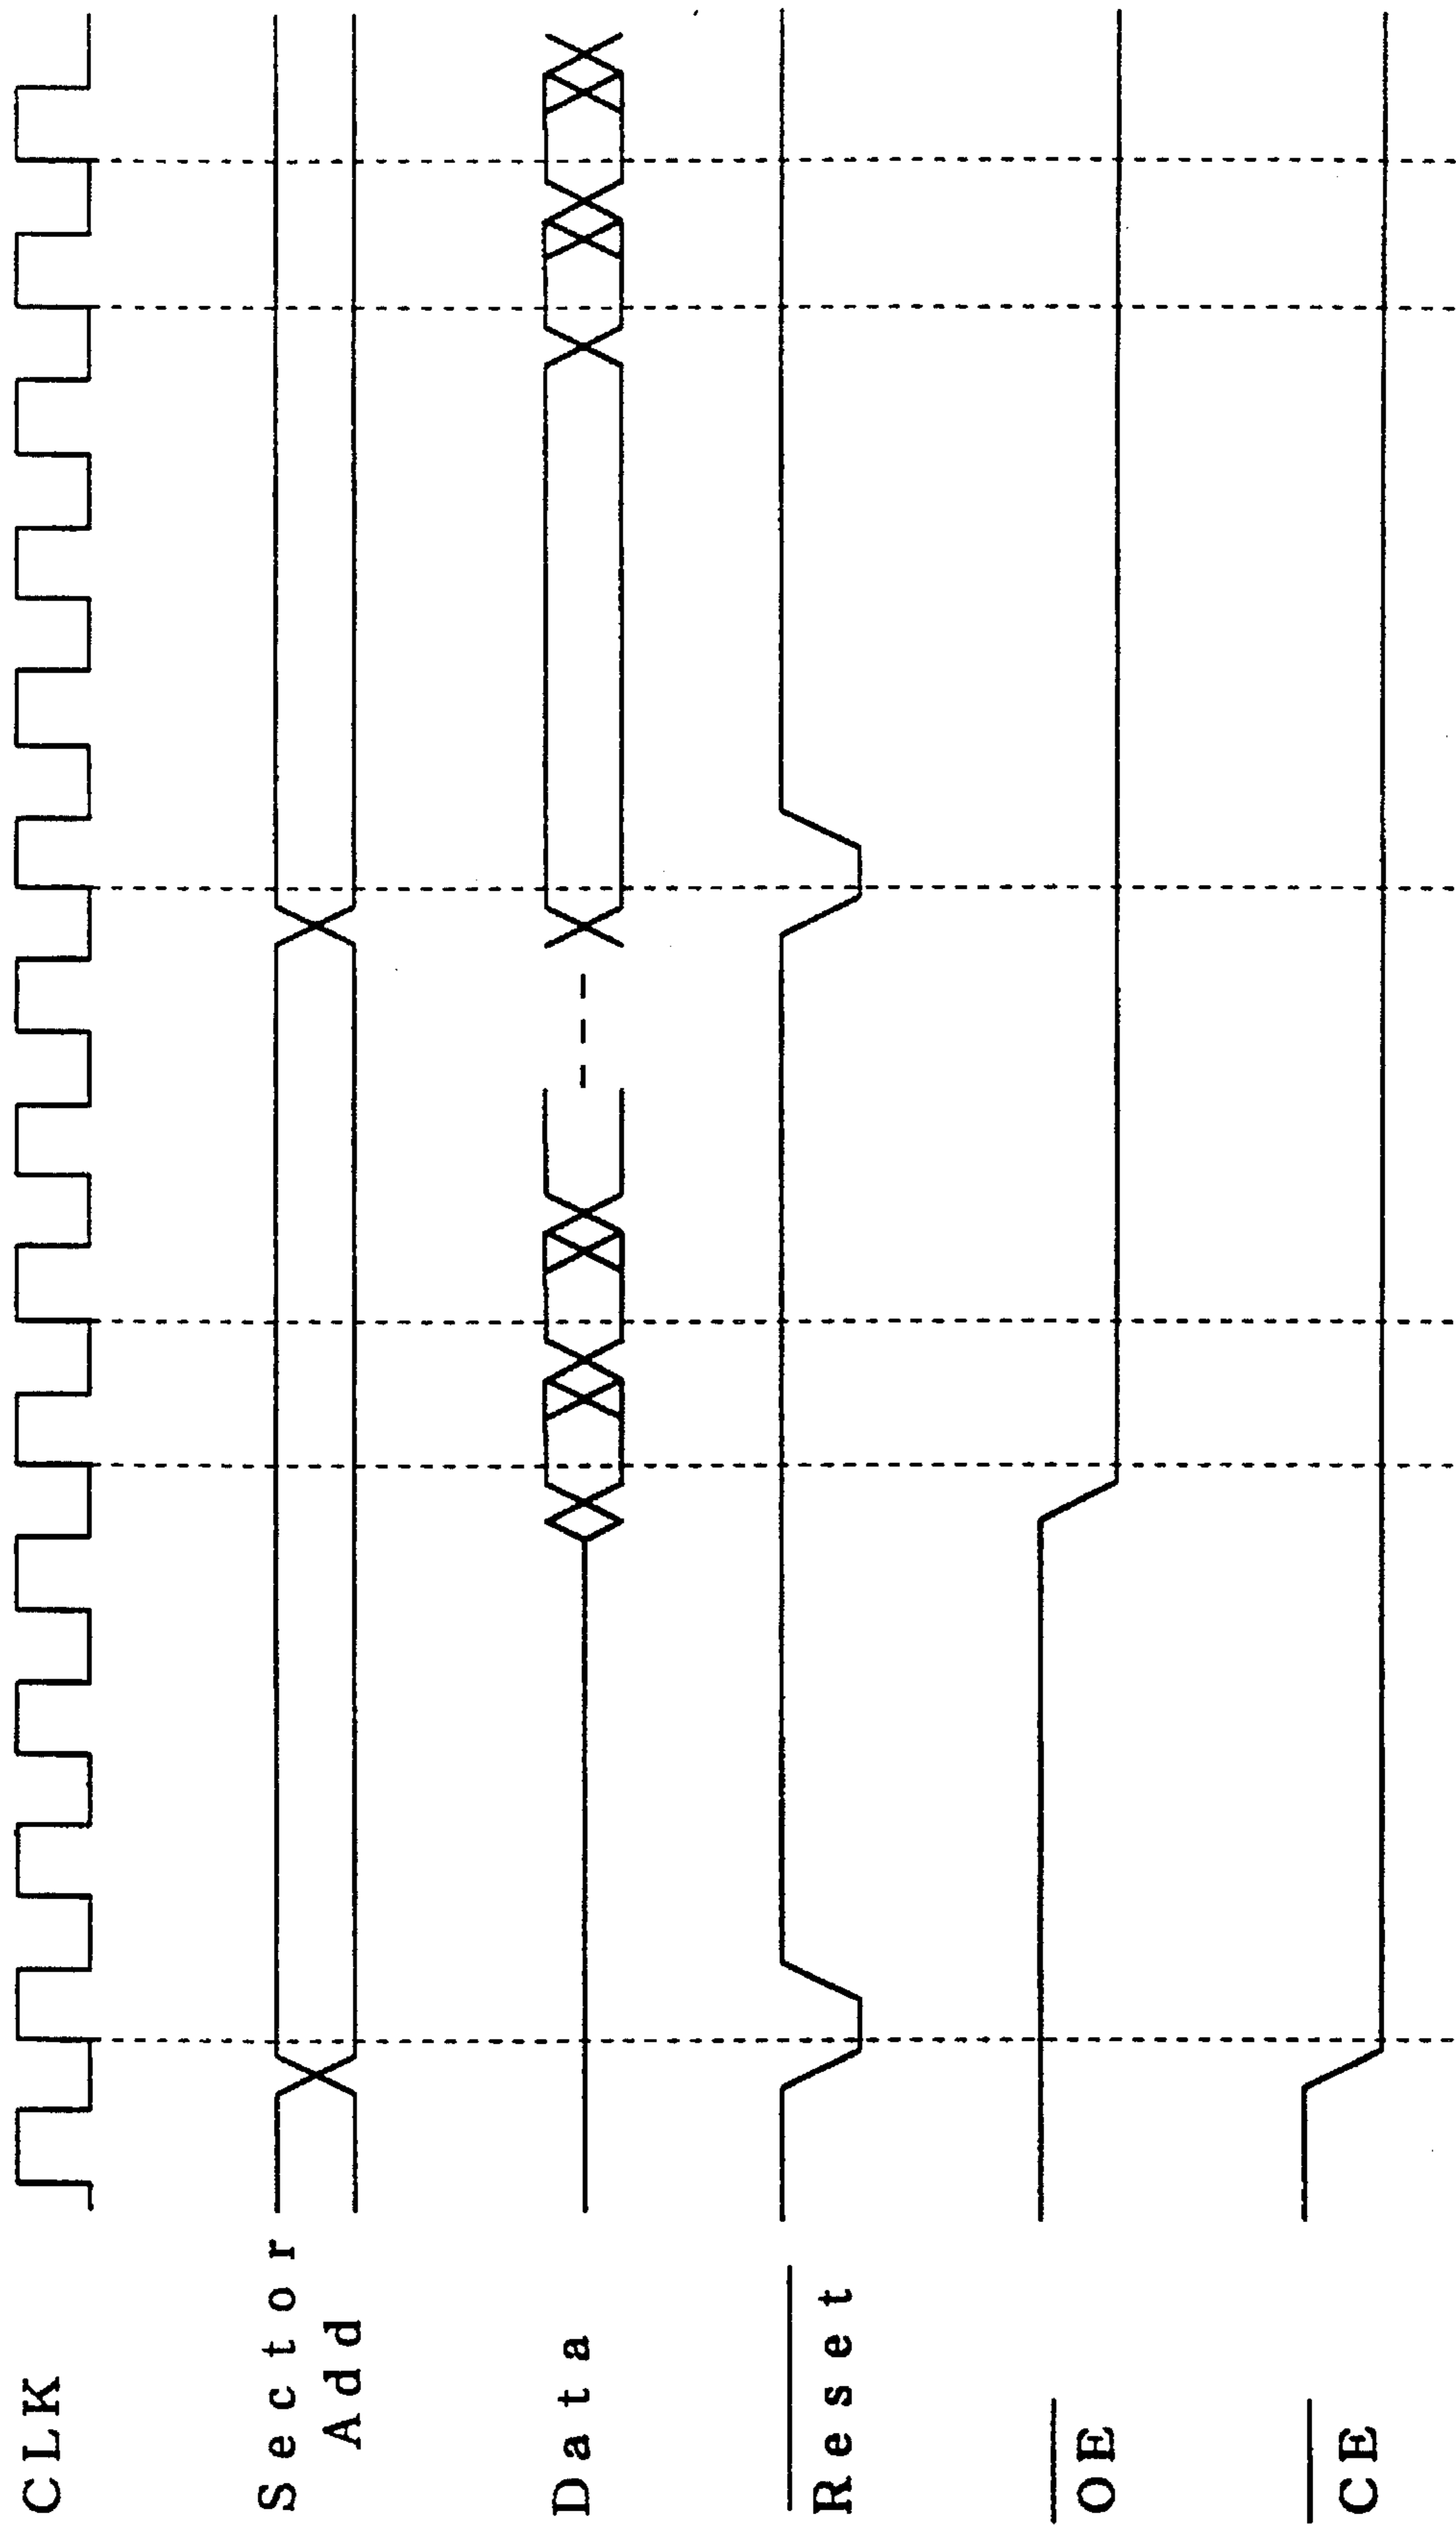 CLK
Sector
Add
Data
Reset
OE
CE